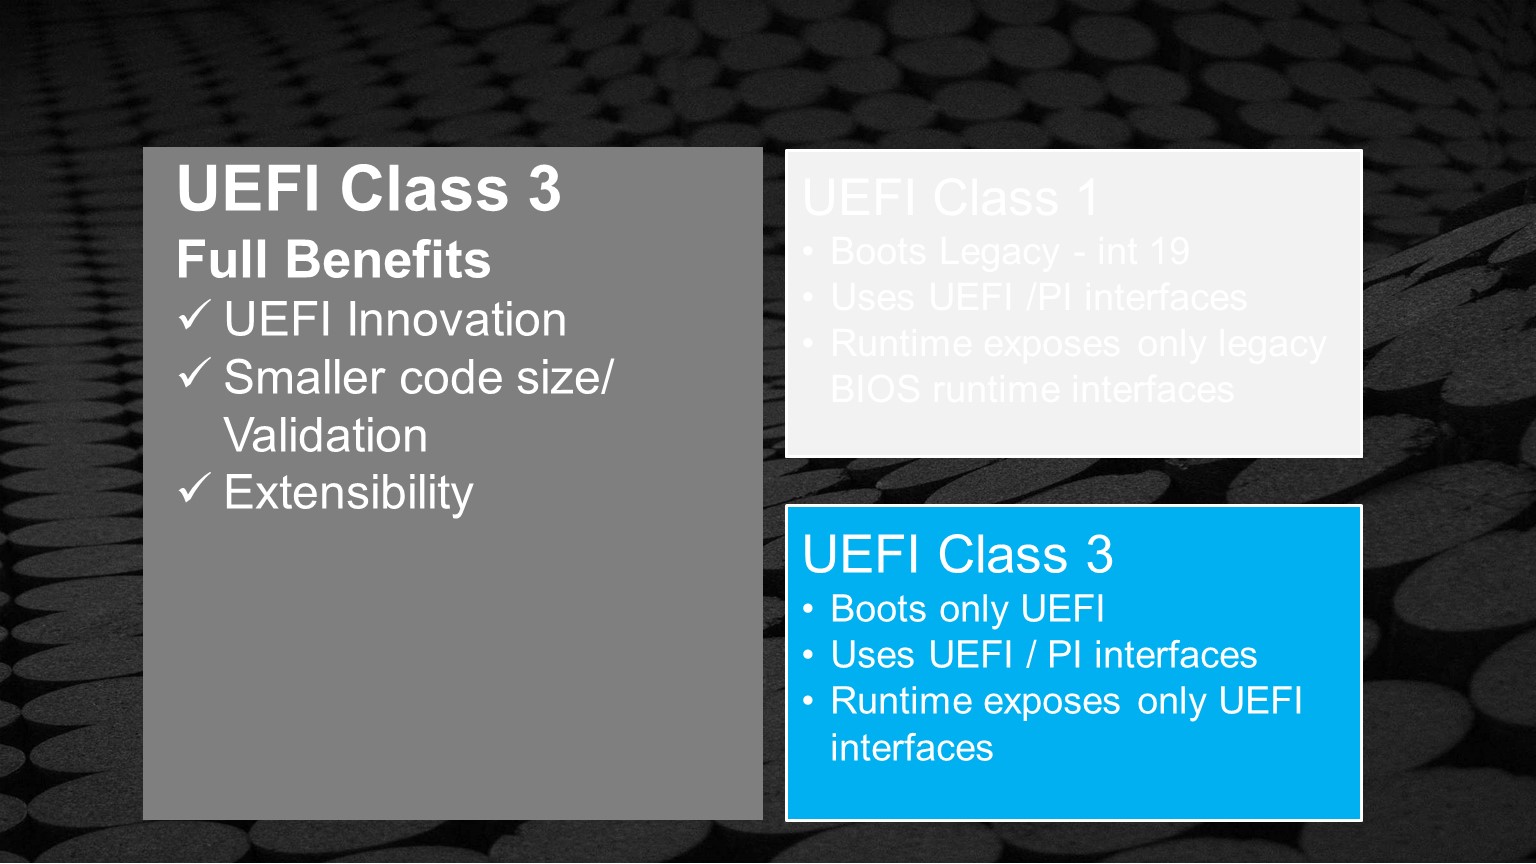 UEFI Class 3
Full Benefits
✓ UEFI Innovation
✓ Smaller code size/
Validation
✓ Extensibility
UEFI Class 1
• Boots Legacy - int 19
• Uses UEFI /PI interfaces
• Runtime exposes only legacy
BIOS runtime interfaces
UEFI Class 3
• Boots only UEFI
• Uses UEFI / PI interfaces
• Runtime exposes only UEFI
interfaces